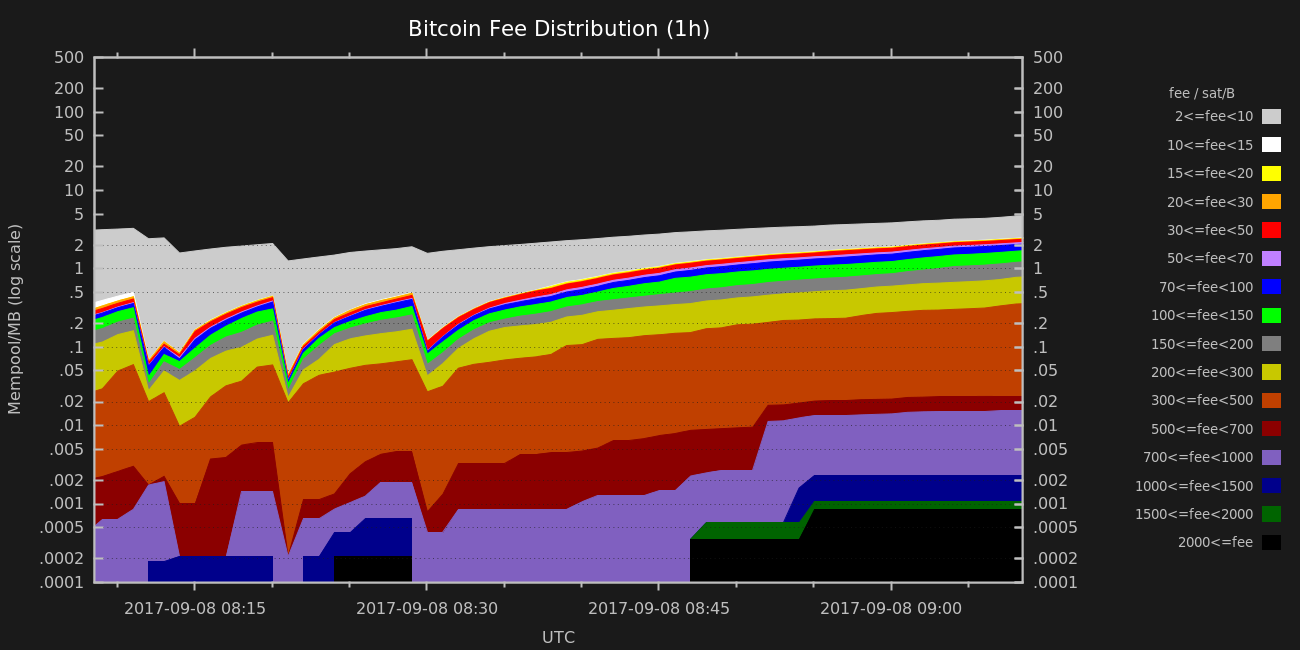 Bitcoin Fee Distribution (1h)
Mempool/MB (log scale)
500
200
100
50
20
10
5
2
1
.5
.2
.1
.05
.02
.01
.005
.002
.001
.0005
.0002
.0001
500
200
100
50
20
10
5
2
1
.5
.2
.1
.05
.02
.01
.005
.002
.001
.0005
.0002
.0001
2017-09-08 08:15
2017-09-08 08:30
2017-09-08 08:45
2017-09-08 09:00
UTC
fee / sat/B
2<=fee<10
10<=fee<15
15<=fee<20
20<=fee<30
30<=fee<50
50<=fee<70
70<=fee<100
100<=fee<150
150<=fee<200
200<=fee<300
300<=fee<500
500<=fee<700
700<=fee<1000
1000<=fee<1500
1500<=fee<2000
2000<=fee